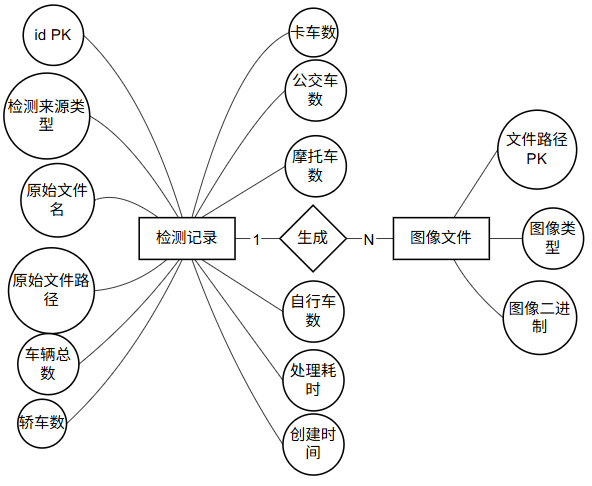 id PK
检测来源类
型
原始文件
名
原始文件路
径
车辆总
数
轿车数
卡车数
公交车
数
摩托车
数
检测记录
1
生成
N
图像文件
自行车
数
处理耗
时
创建时
间
文件路径
PK
图像类
型
图像二进
制